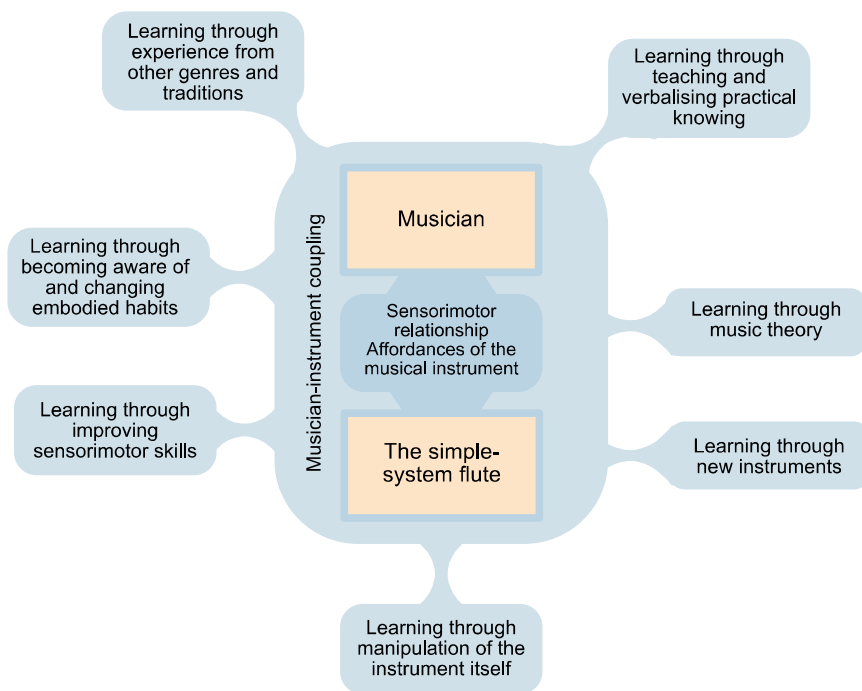 Learning through
experience from
other genres and
traditions
Learning through
teaching and
verbalising practical
knowing
Musician-instrument coupling
Musician
Learning through
becoming aware of
and changing
embodied habits
Sensorimotor
relationship
Affordances of the
musical instrument
Learning through
music theory
Learning through
improving
sensorimotor skills
The simple-
system flute
Learning through
new instruments
Learning through
manipulation of the
instrument itself